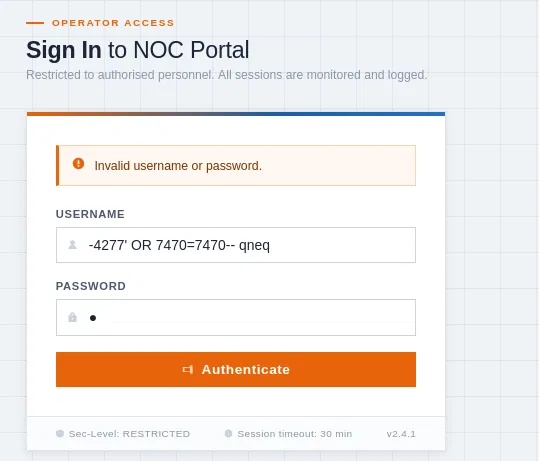 OPERATOR ACCESS
Sign In to NOC Portal
Restricted to authorised personnel. All sessions are monitored and logged.
Invalid username or password.
USERNAME
-4277' OR 7470=7470-- qneq
PASSWORD
●
Authenticate
Sec-Level: RESTRICTED Session timeout: 30 min v2.4.1